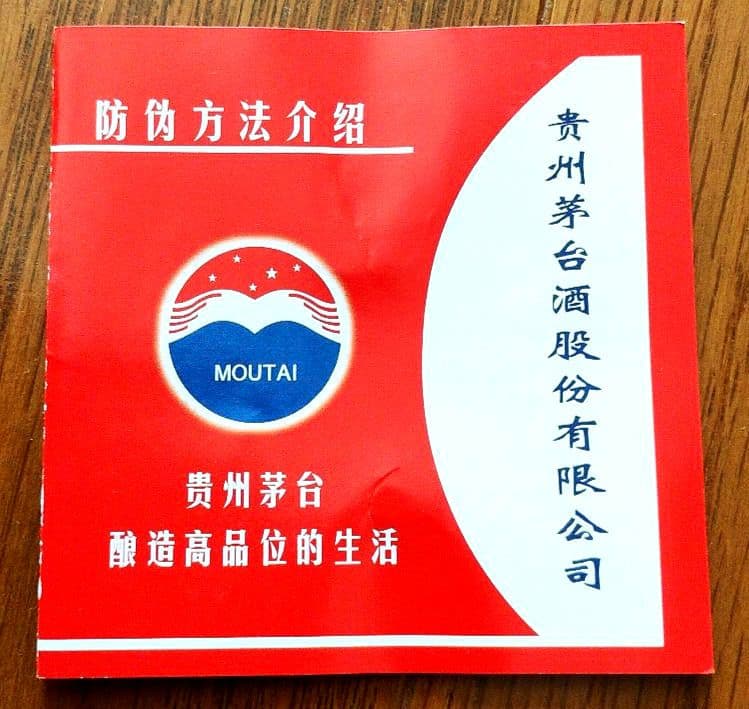 防伪方法介绍
MOUTAI
贵州茅台
酿造高品位的生活
贵州茅台酒股份有限公司